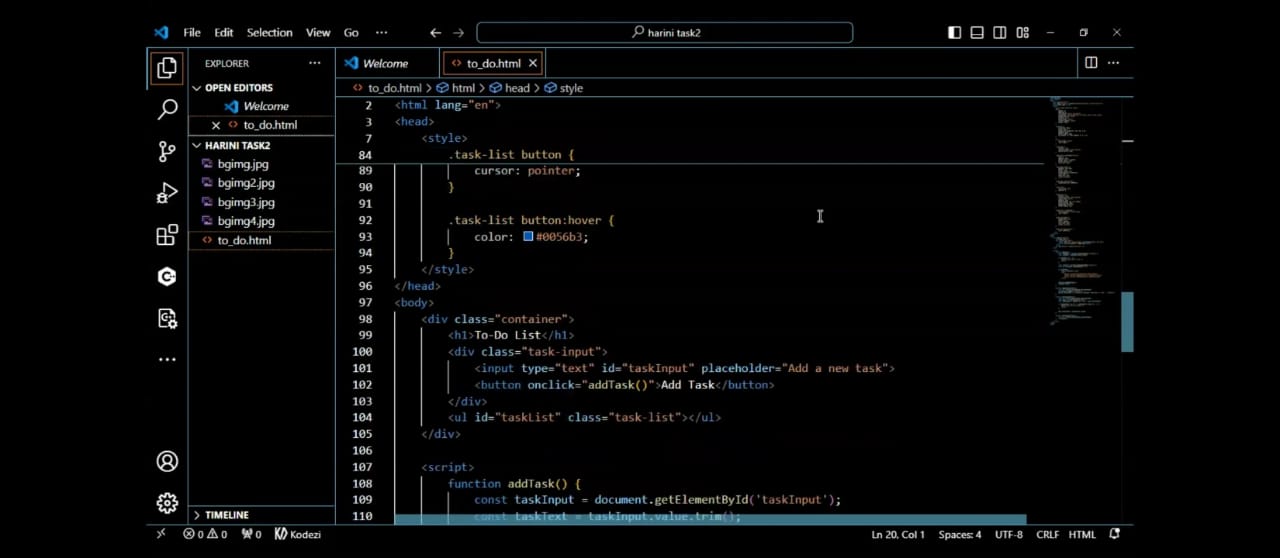 File Edit Selection View Go ··· harini task2
EXPLORER ···
OPEN EDITORS
Welcome
to_do.html
HARINI TASK2
bgimg.jpg
bgimg2.jpg
bgimg3.jpg
bgimg4.jpg
to_do.html
TIMELINE
Welcome to_do.html
to_do.html > html > head > style
2 <html lang="en">
3 <head>
7 <style>
84 .task-list button {
89 cursor: pointer;
90 }
91
92 .task-list button:hover {
93 color: #0056b3;
94 }
95 </style>
96 </head>
97 <body>
98 <div class="container">
99 <h1>To-Do List</h1>
100 <div class="task-input">
101 <input type="text" id="taskInput" placeholder="Add a new task">
102 <button onclick="addTask()">Add Task</button>
103 </div>
104 <ul id="taskList" class="task-list"></ul>
105 </div>
106
107 <script>
108 function addTask() {
109 const taskInput = document.getElementById('taskInput');
110 const taskText = taskInput.value.trim();
0 0 0 Kodezi Ln 20, Col 1 Spaces: 4 UTF-8 CRLF HTML